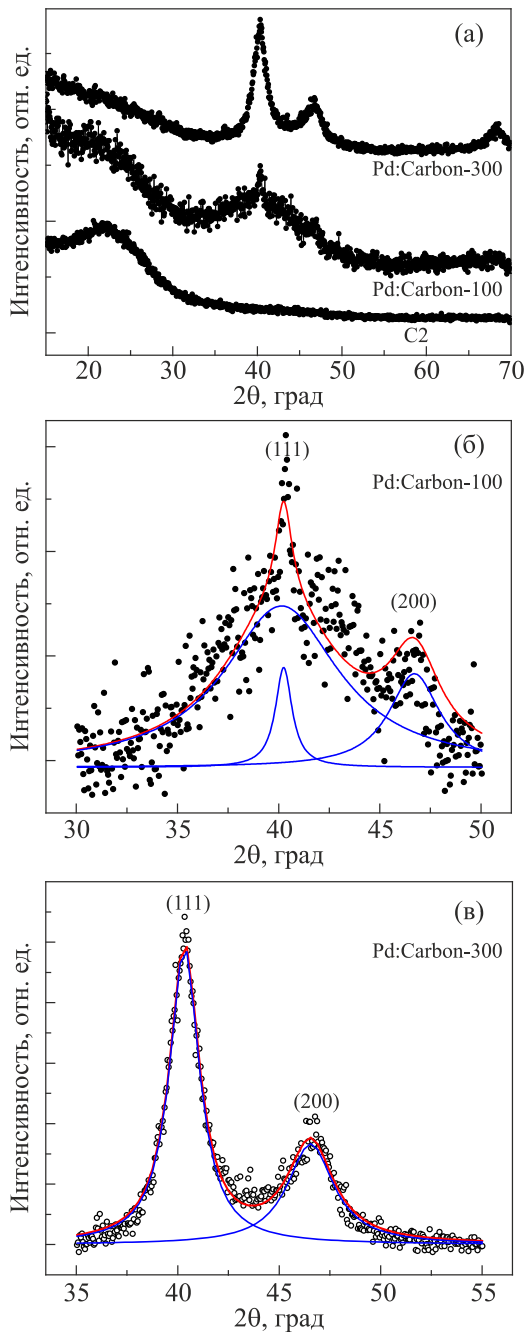 (а)
Интенсивность, отн. ед.
Pd:Carbon-300
Pd:Carbon-100
C2
20 30 40 50 60 70
2θ, град
(б)
(111)
Pd:Carbon-100
(200)
Интенсивность, отн. ед.
30 35 40 45 50
2θ, град
(в)
(111)
Pd:Carbon-300
(200)
Интенсивность, отн. ед.
35 40 45 50 55
2θ, град